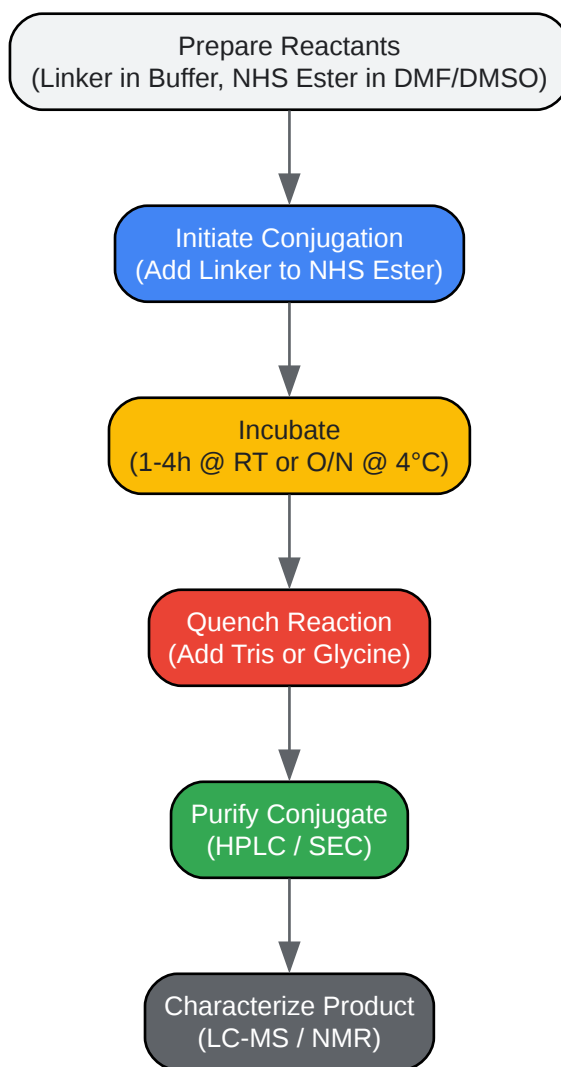 Prepare Reactants
(Linker in Buffer, NHS Ester in DMF/DMSO)
Initiate Conjugation
(Add Linker to NHS Ester)
Incubate
(1-4h @ RT or O/N @ 4°C)
Quench Reaction
(Add Tris or Glycine)
Purify Conjugate
(HPLC / SEC)
Characterize Product
(LC-MS / NMR)